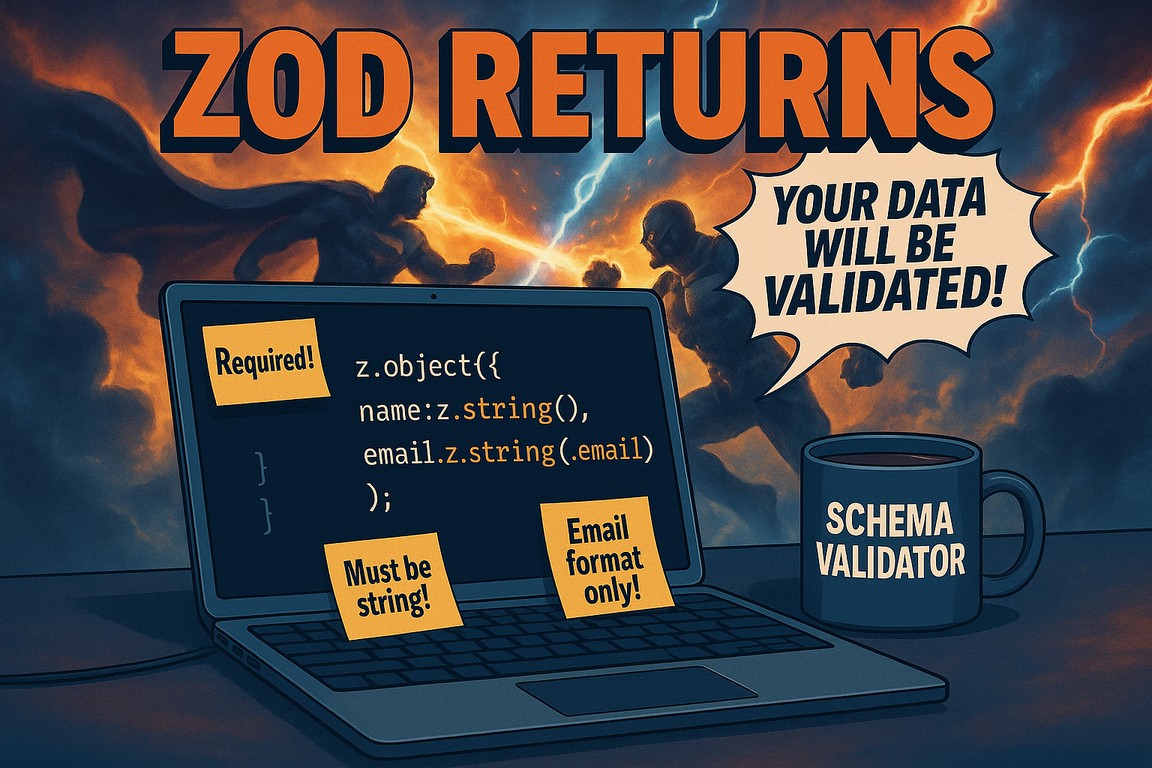 ZOD RETURNS
YOUR DATA
WILL BE
VALIDATED!
Required!
z.object({
name:z.string(),
email.z.string(.email)
);
}
}
Must be
string!
Email
format
only!
SCHEMA
VALIDATOR